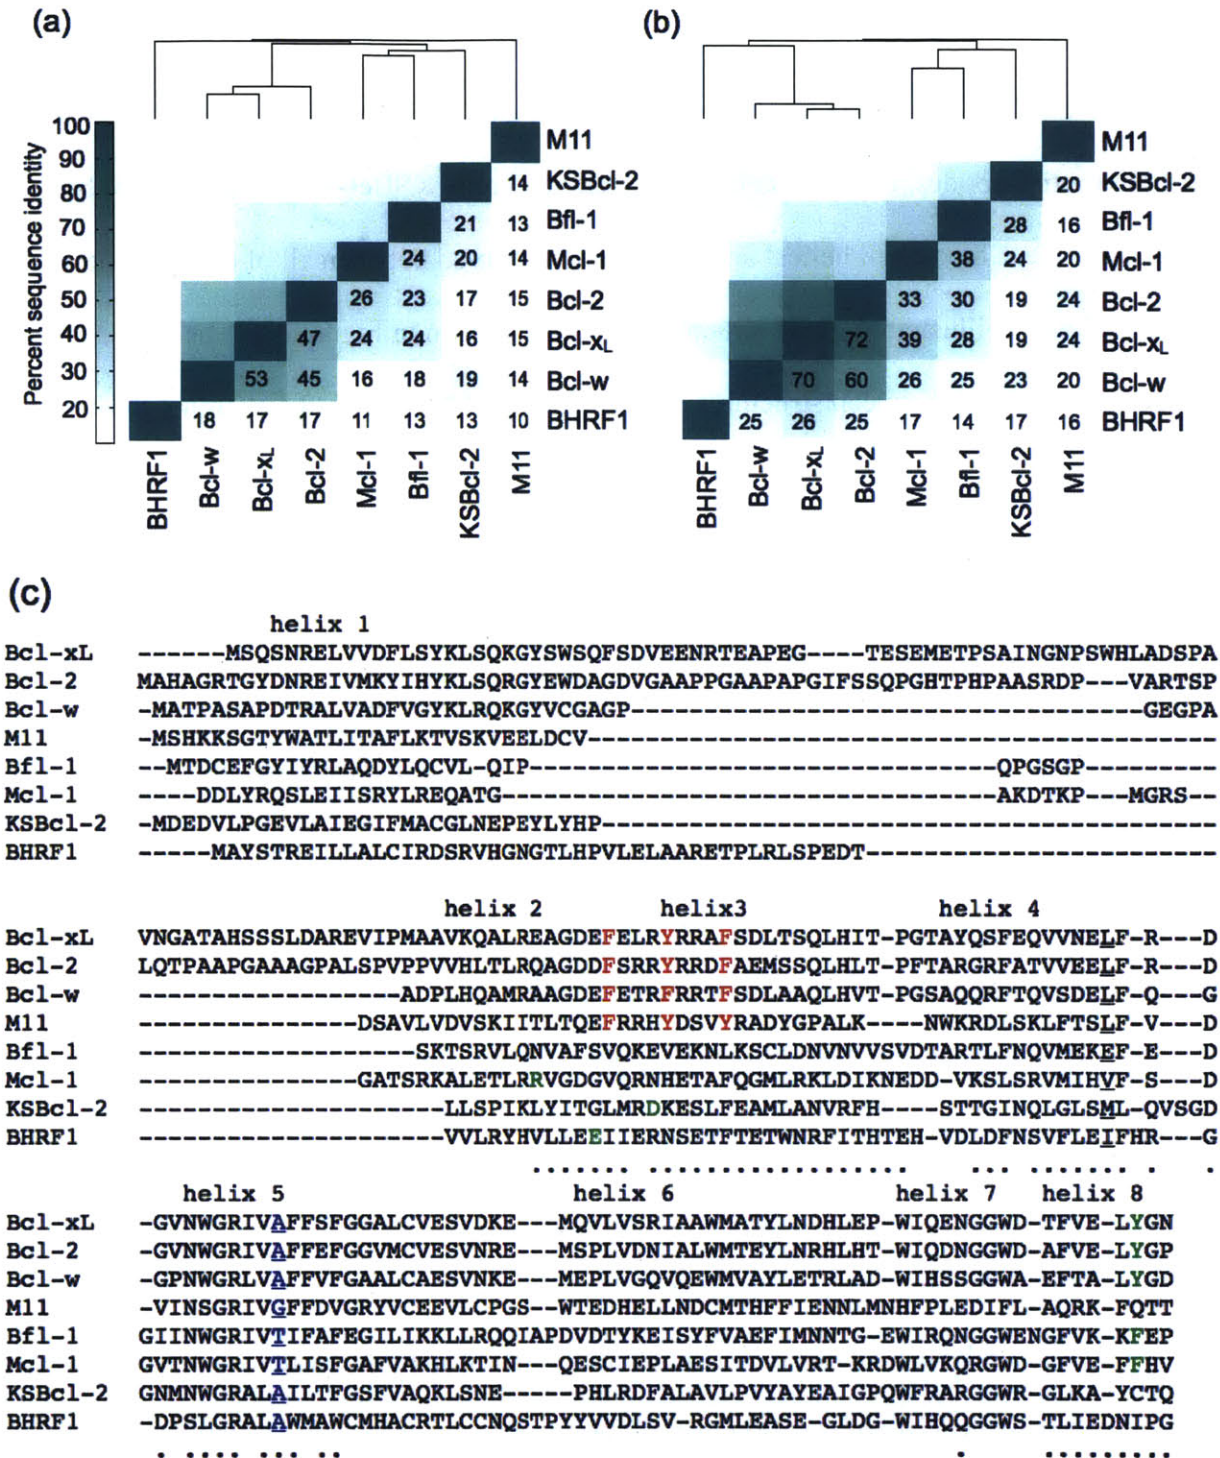 (a)
(b)
Percent sequence identity
100
90
80
70
60
50
40
30
20
M11
14 KSBcl-2
21 13 Bfl-1
24 20 14 Mcl-1
26 23 17 15 Bcl-2
47 24 24 16 15 Bcl-xL
53 45 16 18 19 14 Bcl-w
18 17 17 11 13 13 10 BHRF1
BHRF1 Bcl-w Bcl-xL Bcl-2 Mcl-1 Bfl-1 KSBcl-2 M11
M11
20 KSBcl-2
28 16 Bfl-1
38 24 20 Mcl-1
33 30 19 24 Bcl-2
72 39 28 19 24 Bcl-xL
70 60 26 25 23 20 Bcl-w
25 26 25 17 14 17 16 BHRF1
BHRF1 Bcl-w Bcl-xL Bcl-2 Mcl-1 Bfl-1 KSBcl-2 M11
(c)
helix 1
Bcl-xL ------MSQSNRELVVDFLSYKLSQKGYSWSQFSDVEENRTEAPEG----TESEMETPSAINGNPSWHLADSPA
Bcl-2 MAHAGRTGYDNREIVMKYIHYKLSQRGYEWDAGDVGAAPPGAAPAPGIFSSQPGHTPHPAASRDP---VARTSP
Bcl-w -MATPASAPDTRALVADFVGYKLRQKGYVCGAGP-----------------------------------GEGPA
M11 -MSHKKSGTYWATLITAFLKTVSKVEELDCV-------------------------------------------
Bfl-1 --MTDCEFGYIYRLAQDYLQCVL-QIP--------------------------------QPGSGP---------
Mcl-1 ----DDLYRQSLEIISRYLREQATG----------------------------------AKDTKP---MGRS--
KSBcl-2 -MDEDVLPGEVLAIEGIFMACGLNEPEYLYHP------------------------------------------
BHRF1 -----MAYSTREILLALCIRDSRVHGNGTLHPVLELAARETPLRLSPEDT------------------------
helix 2 helix3 helix 4
Bcl-xL VNGATAHSSSLDAREVIPMAAVKQALREAGDEFELRYRRAFSDLTSQLHIT-PGTAYQSFEQVVNELF-R---D
Bcl-2 LQTPAAPGAAAGPALSPVPPVVHLTLRQAGDDFSRRYRRDFAEMSSQLHLT-PFTARGRFATVVEELF-R---D
Bcl-w ------------------ADPLHQAMRAAGDEFETRFRRTFSDLAAQLHVT-PGSAQQRFTQVSDELF-Q---G
M11 ---------------DSAVLVDVSKIITLTQEFRRHYDSVYRADYGPALK----NWKRDLSKLFTSLF-V---D
Bfl-1 -------------------SKTSRVLQNVAFSVQKEVEKNLKSCLDNVNVVSVDTARTLFNQVMEKEF-E---D
Mcl-1 ---------------GATSRKALETLRRVGDGVQRNHETAFQGMLRKLDIKNEDD-VKSLSRVMIHVF-S---D
KSBcl-2 ---------------------LLSPIKLYITGLMRDKESLFEAMLANVRFH----STTGINQLGLSML-QVSGD
BHRF1 ---------------------VVLRYHVLLEEIIERNSETFTETWNRFITHTEH-VDLDFNSVFLEIFHR---G
....... .................. ... ....... . .
helix 5 helix 6 helix 7 helix 8
Bcl-xL -GVNWGRIVAFFSFGGALCVESVDKE---MQVLVSRIAAWMATYLNDHLEP-WIQENGGWD-TFVE-LYGN
Bcl-2 -GVNWGRIVAFFEFGGVMCVESVNRE---MSPLVDNIALWMTEYLNRHLHT-WIQDNGGWD-AFVE-LYGP
Bcl-w -GPNWGRLVAFFVFGAALCAESVNKE---MEPLVGQVQEWMVAYLETRLAD-WIHSSGGWA-EFTA-LYGD
M11 -VINSGRIVGFFDVGRYVCEEVLCPGS--WTEDHELLNDCMTHFFIENNLMNHFPLEDIFL-AQRK-FQTT
Bfl-1 GIINWGRIVTIFAFEGILIKKLLRQQIAPDVDTYKEISYFVAEFIMNNTG-EWIRQNGGWENGFVK-KFEP
Mcl-1 GVTNWGRIVTLISFGAFVAKHLKTIN---QESCIEPLAESITDVLVRT-KRDWLVKQRGWD-GFVE-FFHV
KSBcl-2 GNMNWGRALAILTFGSFVAQKLSNE-----PHLRDFALAVLPVYAYEAIGPQWFRARGGWR-GLKA-YCTQ
BHRF1 -DPSLGRALAWMAWCMHACRTLCCNQSTPYYVVDLSV-RGMLEASE-GLDG-WIHQQGGWS-TLIEDNIPG
. .... ... .. . .........